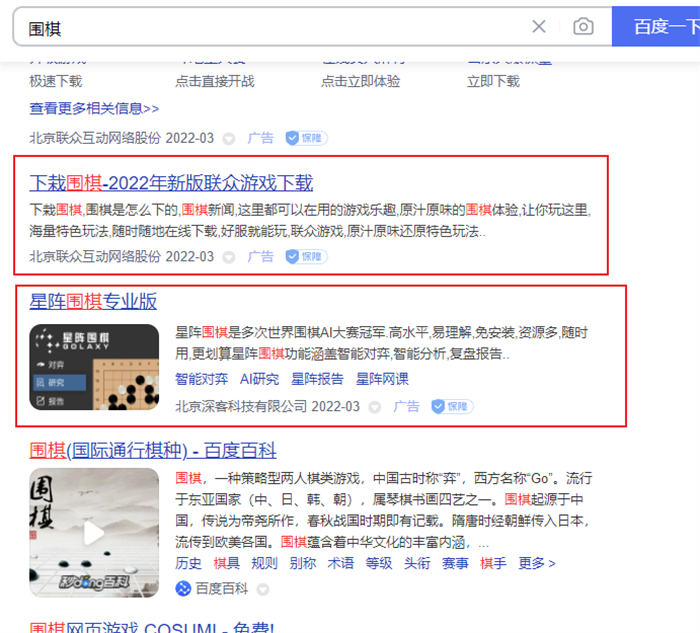 围棋
百度一下
极速下载 点击直接开战 点击立即体验 立即下载
查看更多相关信息>>
北京联众互动网络股份 2022-03 广告 保障
下栽围棋-2022年新版联众游戏下载
下栽围棋,围棋是怎么下的,围棋新闻,这里都可以在用的游戏乐趣,原汁原味的围棋体验,让你玩这里,
海量特色玩法,随时随地在线下载,好服就能玩,联众游戏,原汁原味还原特色玩法..
北京联众互动网络股份 2022-03 广告 保障
星阵围棋专业版
星阵围棋
GOLAXY
对弈
研究
报告
星阵围棋是多次世界围棋AI大赛冠军.高水平,易理解,免安装,资源多,随时
用,更划算星阵围棋功能涵盖智能对弈,智能分析,复盘报告..
智能对弈 AI研究 星阵报告 星阵网课
北京深客科技有限公司 2022-03 广告 保障
围棋(国际通行棋种) - 百度百科
围棋
秒懂百科
围棋，一种策略型两人棋类游戏，中国古时称“弈”，西方名称“Go”。流行
于东亚国家（中、日、韩、朝），属琴棋书画四艺之一。围棋起源于中
国，传说为帝尧所作，春秋战国时期即有记载。隋唐时经朝鲜传入日本，
流传到欧美各国。围棋蕴含着中华文化的丰富内涵，...
历史 棋具 规则 别称 术语 等级 头衔 赛事 棋手 更多 >
百度百科
围棋网页游戏 COSUMI - 免费!